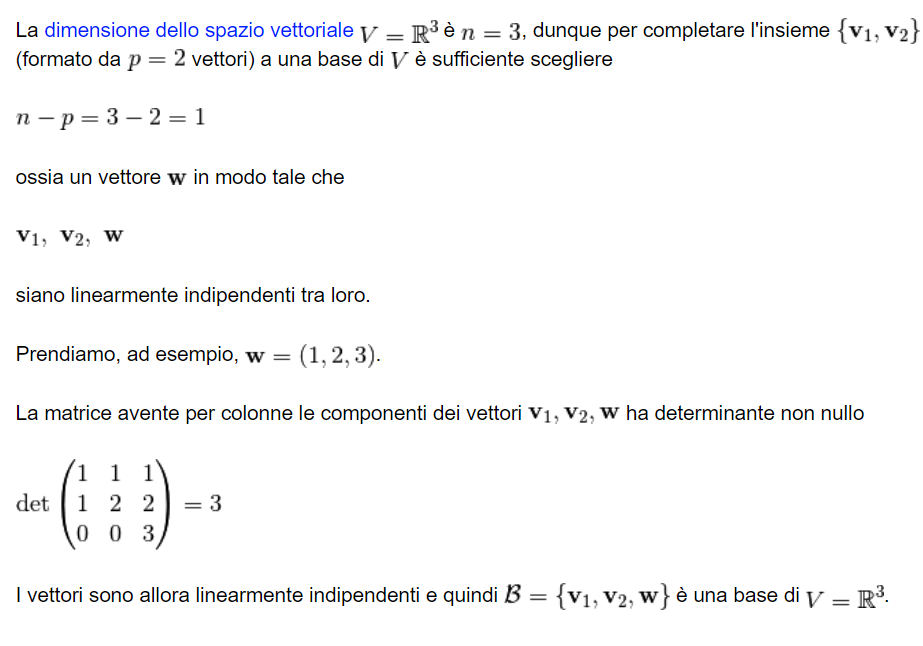 La dimensione dello spazio vettoriale V = ℝ³ è n = 3, dunque per completare l'insieme {v₁, v₂}
(formato da p = 2 vettori) a una base di V è sufficiente scegliere
n − p = 3 − 2 = 1
ossia un vettore w in modo tale che
v₁, v₂, w
siano linearmente indipendenti tra loro.
Prendiamo, ad esempio, w = (1, 2, 3).
La matrice avente per colonne le componenti dei vettori v₁, v₂, w ha determinante non nullo
1 1 1
det ( 1 2 2 ) = 3
0 0 3
I vettori sono allora linearmente indipendenti e quindi ℬ = {v₁, v₂, w} è una base di V = ℝ³.